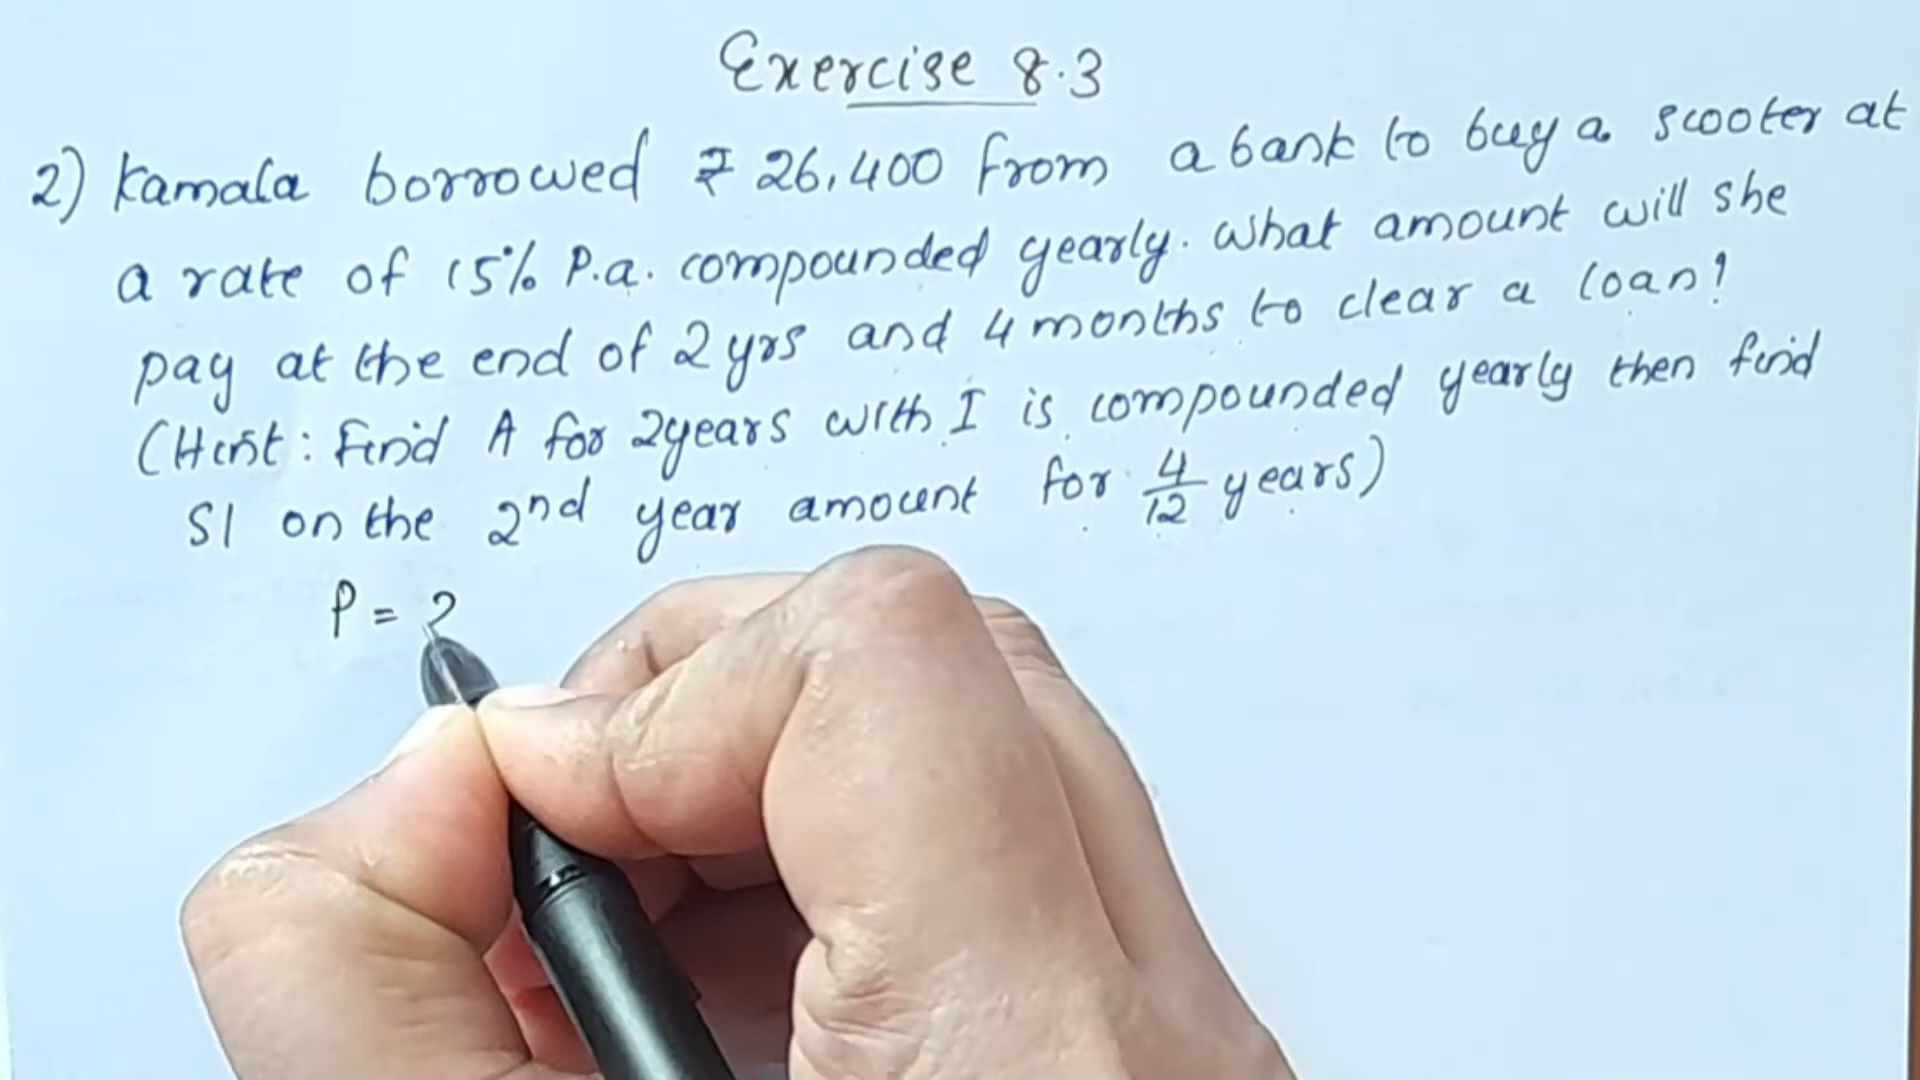 Exercise 8.3
2) Kamala borrowed ₹ 26,400 from a bank to buy a scooter at
a rate of 15% P.a. compounded yearly. What amount will she
pay at the end of 2 yrs and 4 months to clear a loan?
(Hint: Find A for 2years with I is compounded yearly then find
SI on the 2nd year amount for 4/12 years)
P = 2